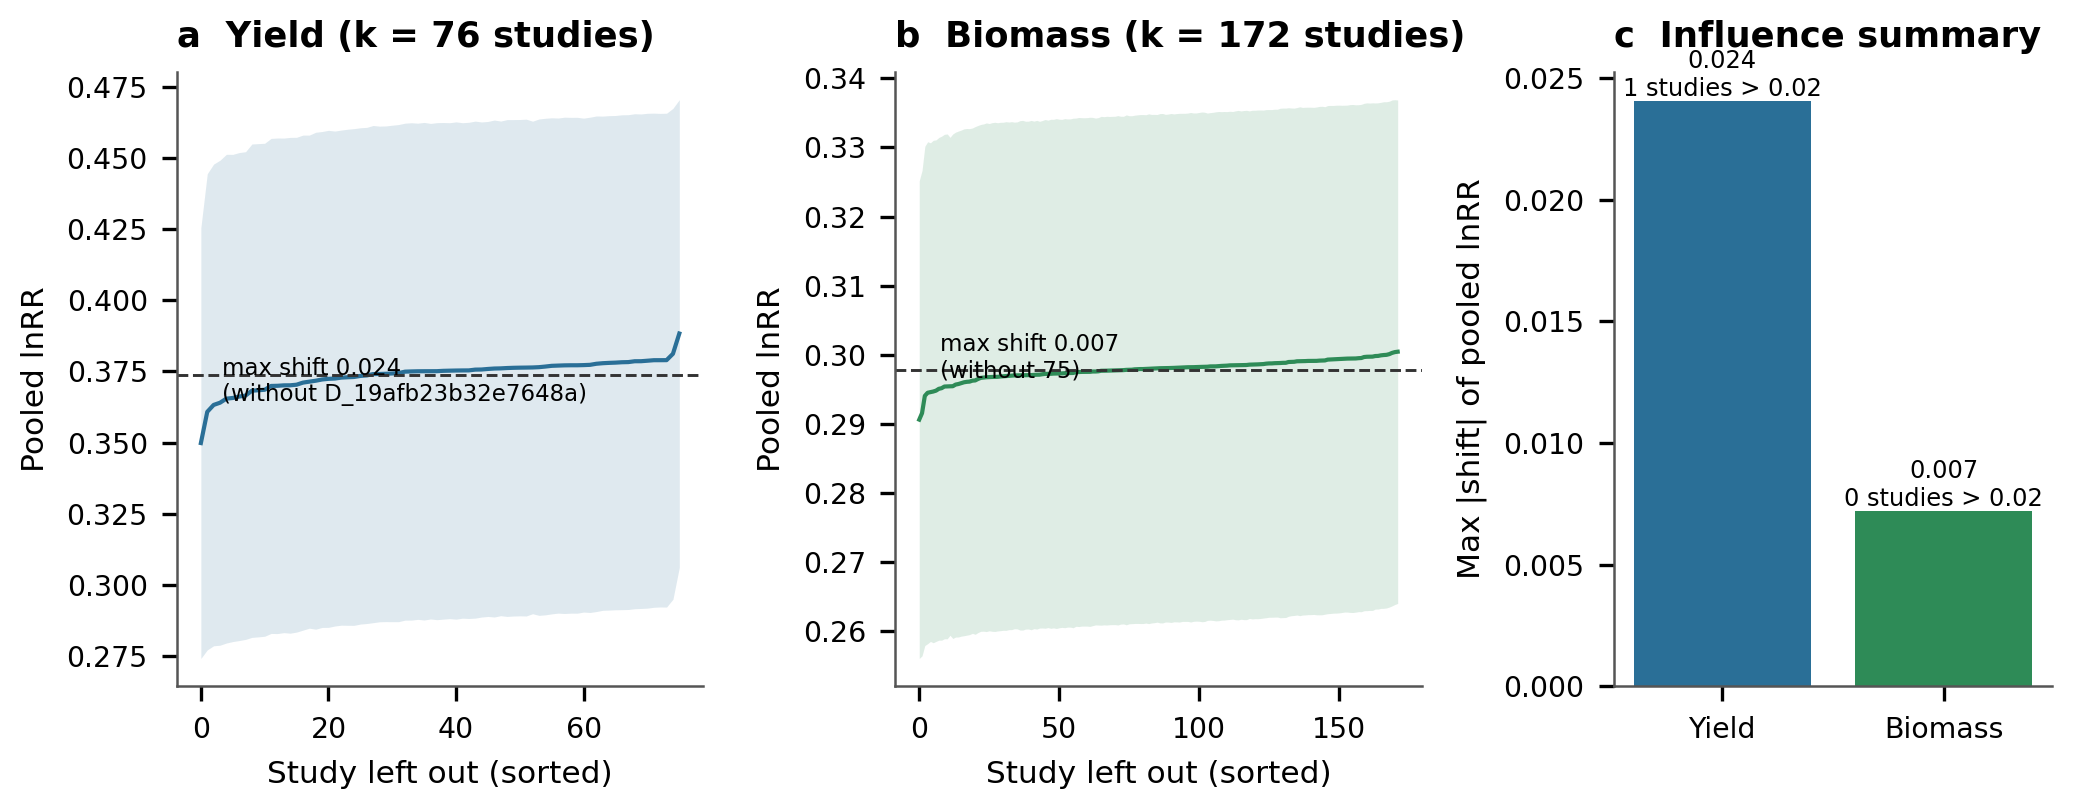 a  Yield (k = 76 studies)
Pooled lnRR
0.475
0.450
0.425
0.400
0.375
0.350
0.325
0.300
0.275
max shift 0.024
(without D_19afb23b32e7648a)
0
20
40
60
Study left out (sorted)
b  Biomass (k = 172 studies)
Pooled lnRR
0.34
0.33
0.32
0.31
0.30
0.29
0.28
0.27
0.26
max shift 0.007
(without 75)
0
50
100
150
Study left out (sorted)
c  Influence summary
Max |shift| of pooled lnRR
0.025
0.020
0.015
0.010
0.005
0.000
0.024
1 studies > 0.02
0.007
0 studies > 0.02
Yield
Biomass